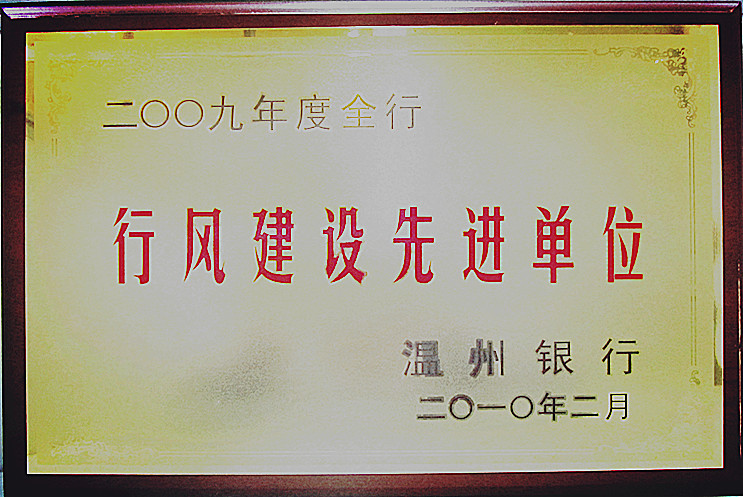 二〇〇九年度全行
行风建设先进单位
温州银行
二〇一〇年二月